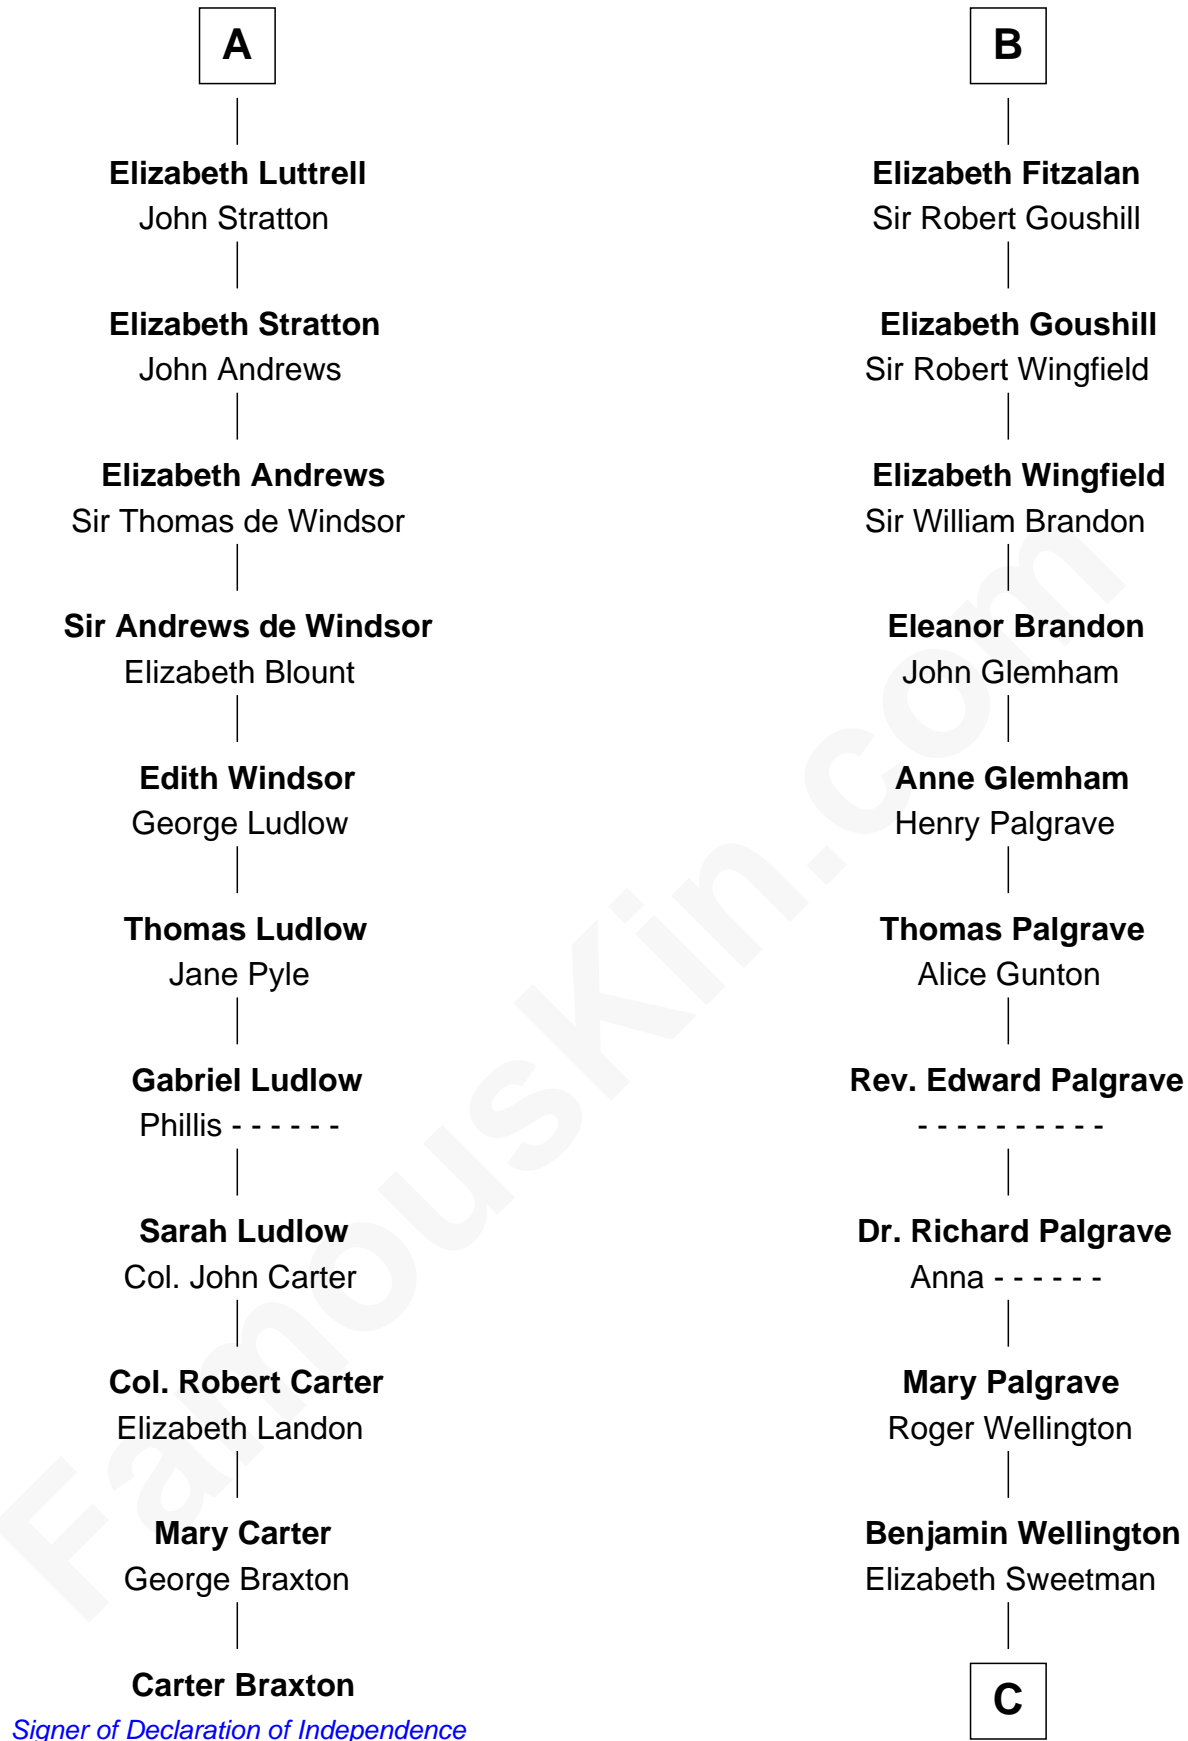 A
Elizabeth Luttrell
John Stratton
Elizabeth Stratton
John Andrews
Elizabeth Andrews
Sir Thomas de Windsor
Sir Andrews de Windsor
Elizabeth Blount
Edith Windsor
George Ludlow
Thomas Ludlow
Jane Pyle
Gabriel Ludlow
Phillis - - - - - -
Sarah Ludlow
Col. John Carter
Col. Robert Carter
Elizabeth Landon
Mary Carter
George Braxton
Carter Braxton
Signer of Declaration of Independence
B
Elizabeth Fitzalan
Sir Robert Goushill
Elizabeth Goushill
Sir Robert Wingfield
Elizabeth Wingfield
Sir William Brandon
Eleanor Brandon
John Glemham
Anne Glemham
Henry Palgrave
Thomas Palgrave
Alice Gunton
Rev. Edward Palgrave
- - - - - - - - - -
Dr. Richard Palgrave
Anna - - - - - -
Mary Palgrave
Roger Wellington
Benjamin Wellington
Elizabeth Sweetman
C
FamousKin.com